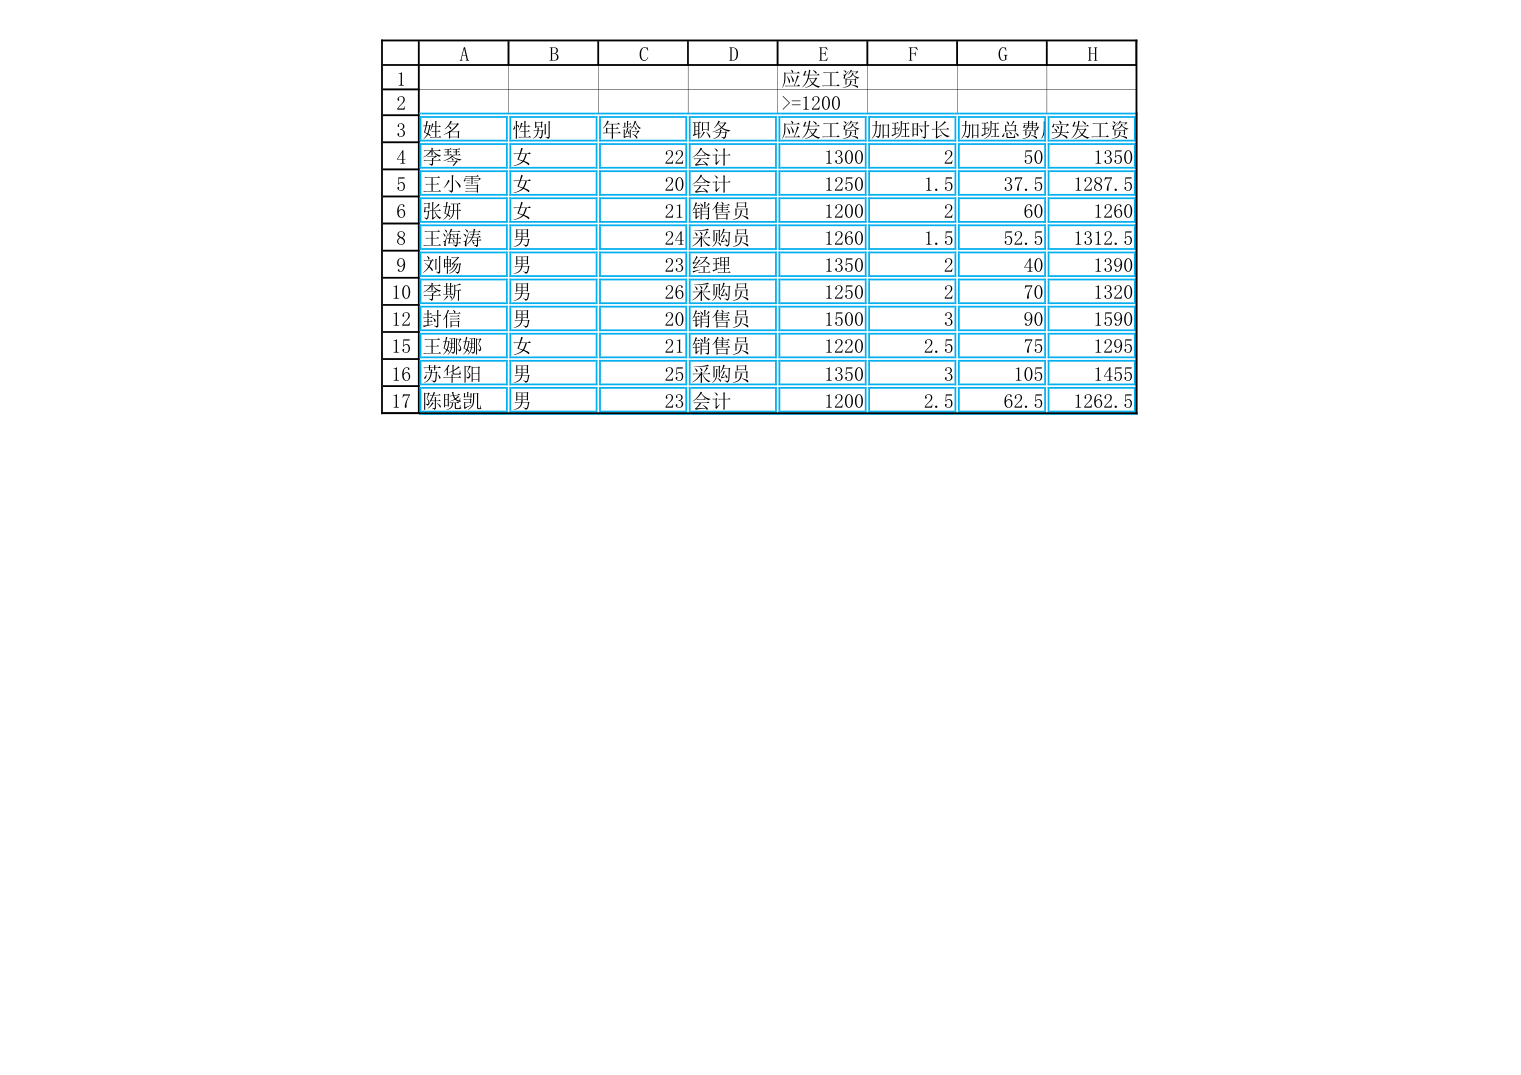 A B C D E F G H
1 应发工资
2 >=1200
3 姓名 性别 年龄 职务 应发工资 加班时长 加班总费 实发工资
4 李琴 女 22 会计 1300 2 50 1350
5 王小雪 女 20 会计 1250 1.5 37.5 1287.5
6 张妍 女 21 销售员 1200 2 60 1260
8 王海涛 男 24 采购员 1260 1.5 52.5 1312.5
9 刘畅 男 23 经理 1350 2 40 1390
10 李斯 男 26 采购员 1250 2 70 1320
12 封信 男 20 销售员 1500 3 90 1590
15 王娜娜 女 21 销售员 1220 2.5 75 1295
16 苏华阳 男 25 采购员 1350 3 105 1455
17 陈晓凯 男 23 会计 1200 2.5 62.5 1262.5